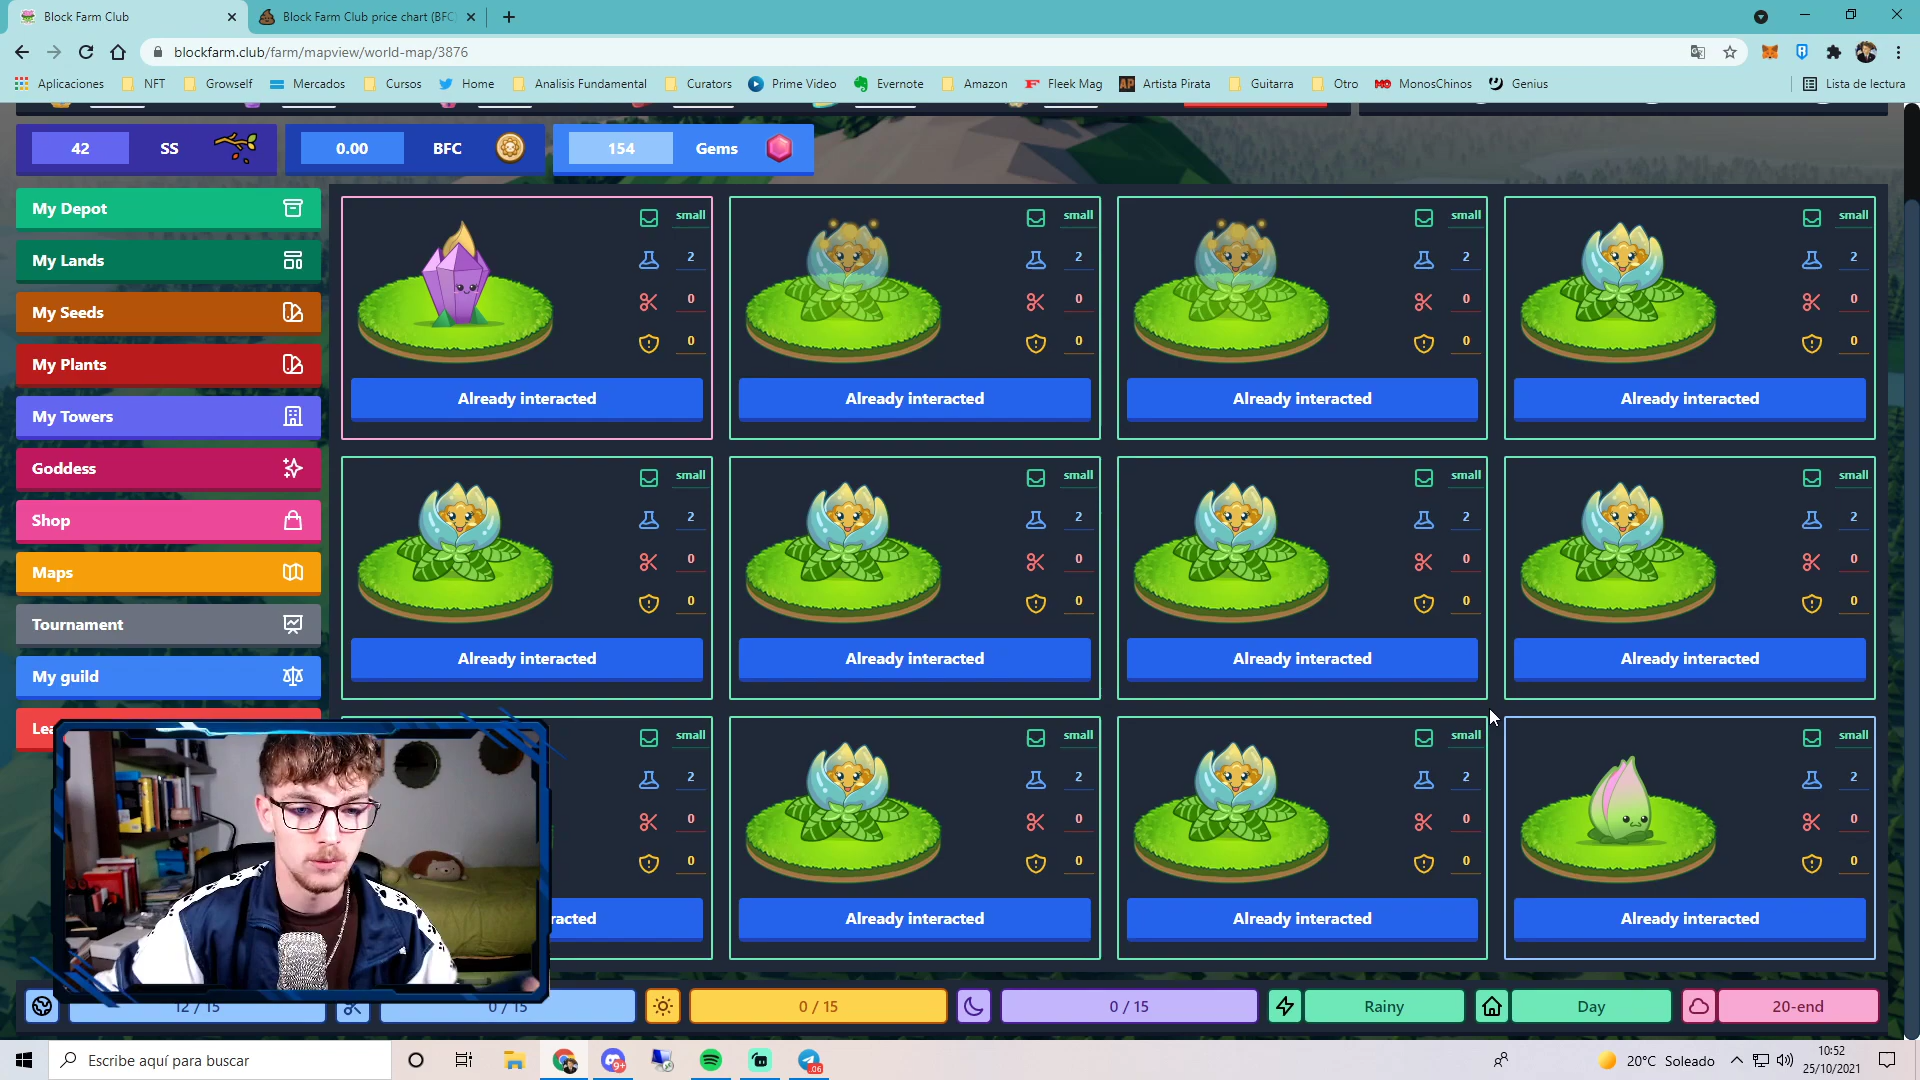 Block Farm Club
Block Farm Club price chart (BFC
blockfarm.club/farm/mapview/world-map/3876
Aplicaciones NFT Growself Mercados Cursos Home Analisis Fundamental Curators Prime Video Evernote Amazon Fleek Mag Artista Pirata Guitarra Otro MonosChinos Genius Lista de lectura
42 SS 0.00 BFC 154 Gems
My Depot
My Lands
My Seeds
My Plants
My Towers
Goddess
Shop
Maps
Tournament
My guild
Lea
small small small small
2 2 2 2
0 0 0 0
0 0 0 0
Already interacted Already interacted Already interacted Already interacted
small small small small
2 2 2 2
0 0 0 0
0 0 0 0
Already interacted Already interacted Already interacted Already interacted
small small small small
2 2 2 2
0 0 0 0
0 0 0 0
racted Already interacted Already interacted Already interacted
12 / 15 0 / 15 0 / 15 0 / 15 Rainy Day 20-end
Escribe aquí para buscar
20°C Soleado
10:52
25/10/2021